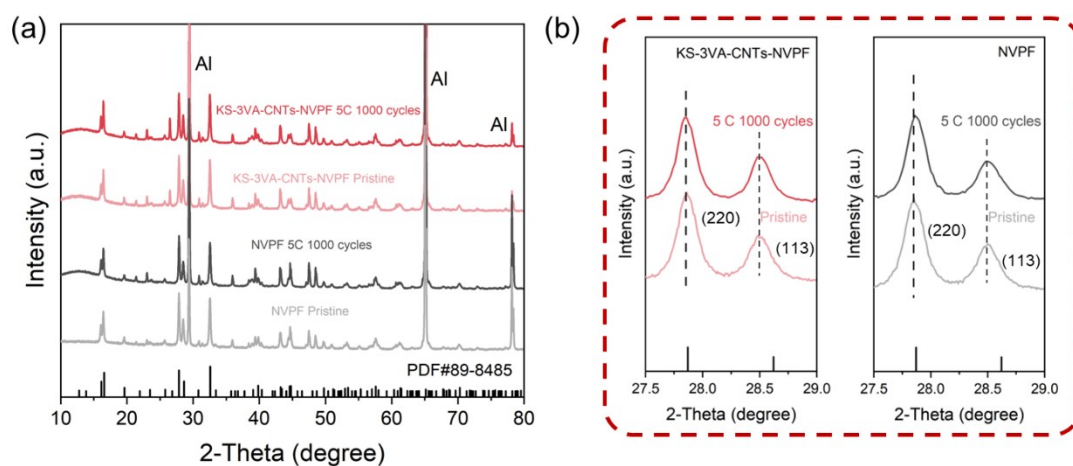 (a)
Intensity (a.u.)
Al
Al
Al
KS-3VA-CNTs-NVPF 5C 1000 cycles
KS-3VA-CNTs-NVPF Pristine
NVPF 5C 1000 cycles
NVPF Pristine
PDF#89-8485
10 20 30 40 50 60 70 80
2-Theta (degree)
(b)
Intensity (a.u.)
KS-3VA-CNTs-NVPF
5 C 1000 cycles
Pristine
(220)
(113)
27.5 28.0 28.5 29.0
2-Theta (degree)
Intensity (a.u.)
NVPF
5 C 1000 cycles
Pristine
(220)
(113)
27.5 28.0 28.5 29.0
2-Theta (degree)